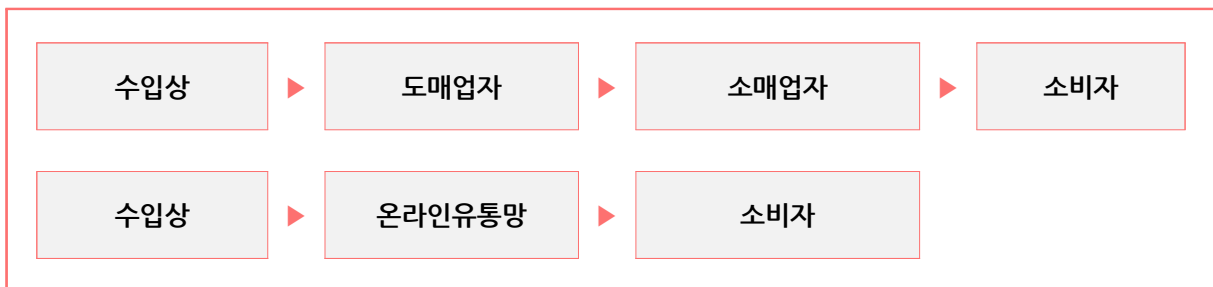 수입상 ▶ 도매업자 ▶ 소매업자 ▶ 소비자
수입상 ▶ 온라인유통망 ▶ 소비자